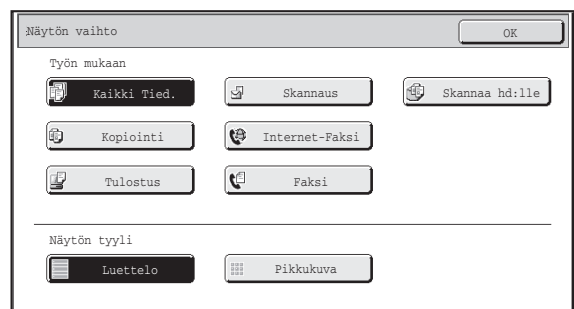 Näytön vaihto
OK
Työn mukaan
Kaikki Tied.
Skannaus
Skannaa hd:lle
Kopiointi
Internet-Faksi
Tulostus
Faksi
Näytön tyyli
Luettelo
Pikkukuva